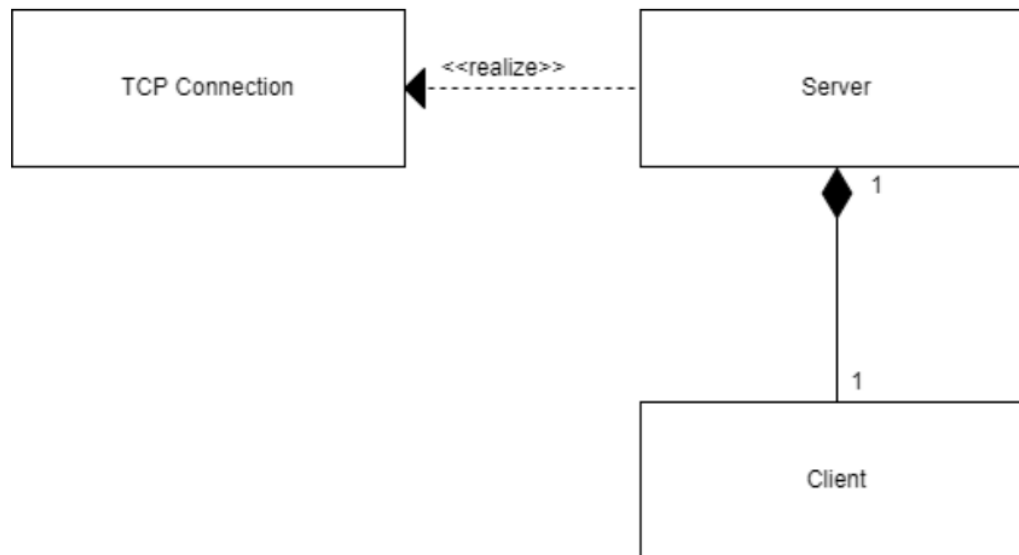 <<realize>>
TCP Connection
Server
1
1
Client